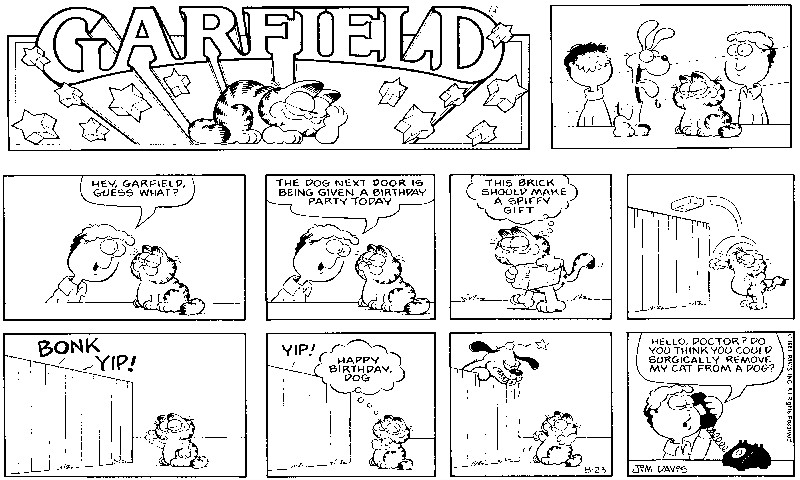 GARFIELD
HEY, GARFIELD,
GUESS WHAT?
THE DOG NEXT DOOR IS
BEING GIVEN A BIRTHDAY
PARTY TODAY
THIS BRICK
SHOULD MAKE
A SPIFFY
GIFT
BONK
YIP!
YIP!
HAPPY
BIRTHDAY,
DOG
8-23
HELLO, DOCTOR? DO
YOU THINK YOU COULD
SURGICALLY REMOVE
MY CAT FROM A DOG?
JIM DAVIS